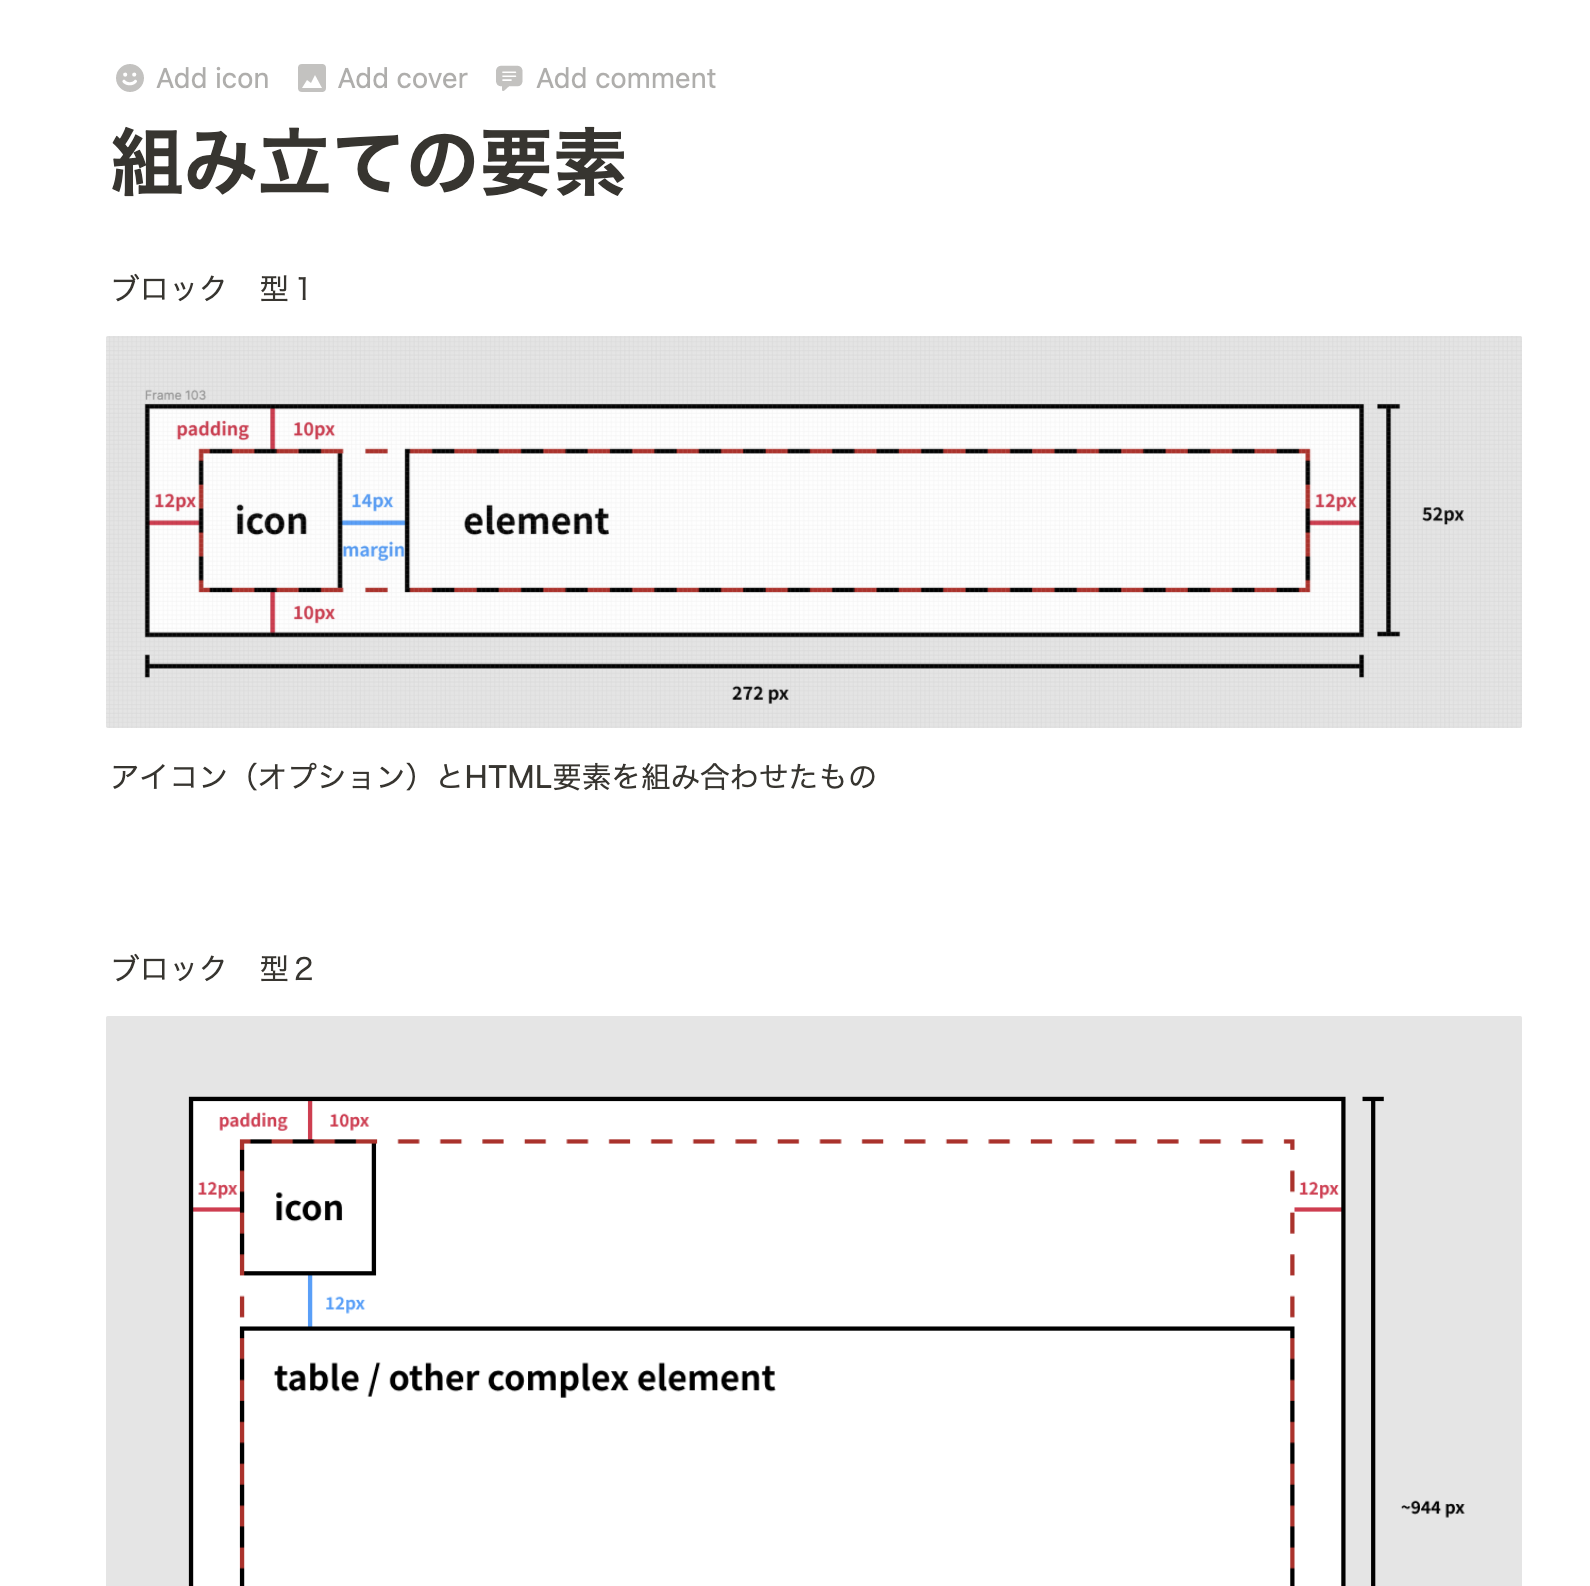 Add icon Add cover Add comment
組み立ての要素
ブロック　型１
Frame 103
padding 10px
12px icon 14px margin element 12px
52px
10px
272 px
アイコン（オプション）とHTML要素を組み合わせたもの
ブロック　型２
padding 10px
12px icon 12px
12px
table / other complex element
~944 px